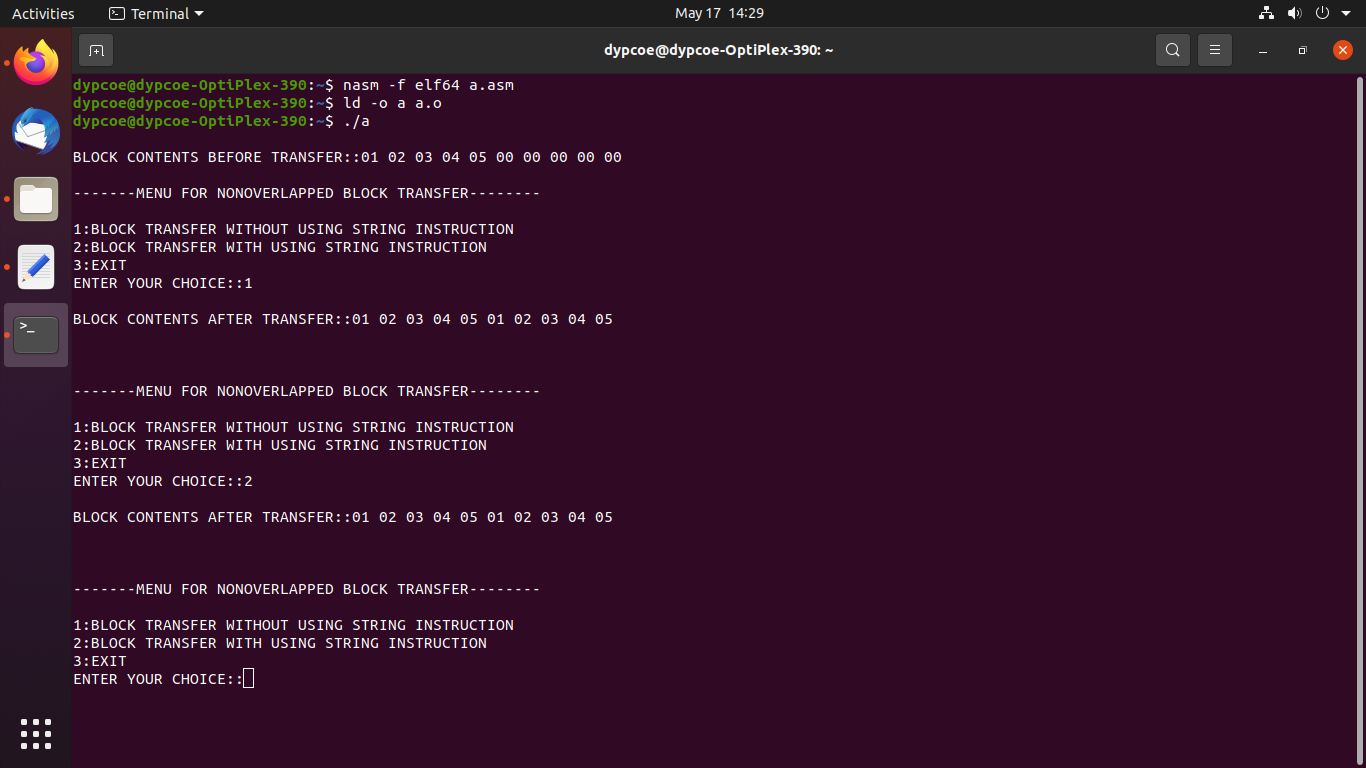 Activities
Terminal
May 17 14:29
dypcoe@dypcoe-OptiPlex-390: ~
dypcoe@dypcoe-OptiPlex-390:~$ nasm -f elf64 a.asm
dypcoe@dypcoe-OptiPlex-390:~$ ld -o a a.o
dypcoe@dypcoe-OptiPlex-390:~$ ./a
BLOCK CONTENTS BEFORE TRANSFER::01 02 03 04 05 00 00 00 00 00
-------MENU FOR NONOVERLAPPED BLOCK TRANSFER--------
1:BLOCK TRANSFER WITHOUT USING STRING INSTRUCTION
2:BLOCK TRANSFER WITH USING STRING INSTRUCTION
3:EXIT
ENTER YOUR CHOICE::1
BLOCK CONTENTS AFTER TRANSFER::01 02 03 04 05 01 02 03 04 05
-------MENU FOR NONOVERLAPPED BLOCK TRANSFER--------
1:BLOCK TRANSFER WITHOUT USING STRING INSTRUCTION
2:BLOCK TRANSFER WITH USING STRING INSTRUCTION
3:EXIT
ENTER YOUR CHOICE::2
BLOCK CONTENTS AFTER TRANSFER::01 02 03 04 05 01 02 03 04 05
-------MENU FOR NONOVERLAPPED BLOCK TRANSFER--------
1:BLOCK TRANSFER WITHOUT USING STRING INSTRUCTION
2:BLOCK TRANSFER WITH USING STRING INSTRUCTION
3:EXIT
ENTER YOUR CHOICE::